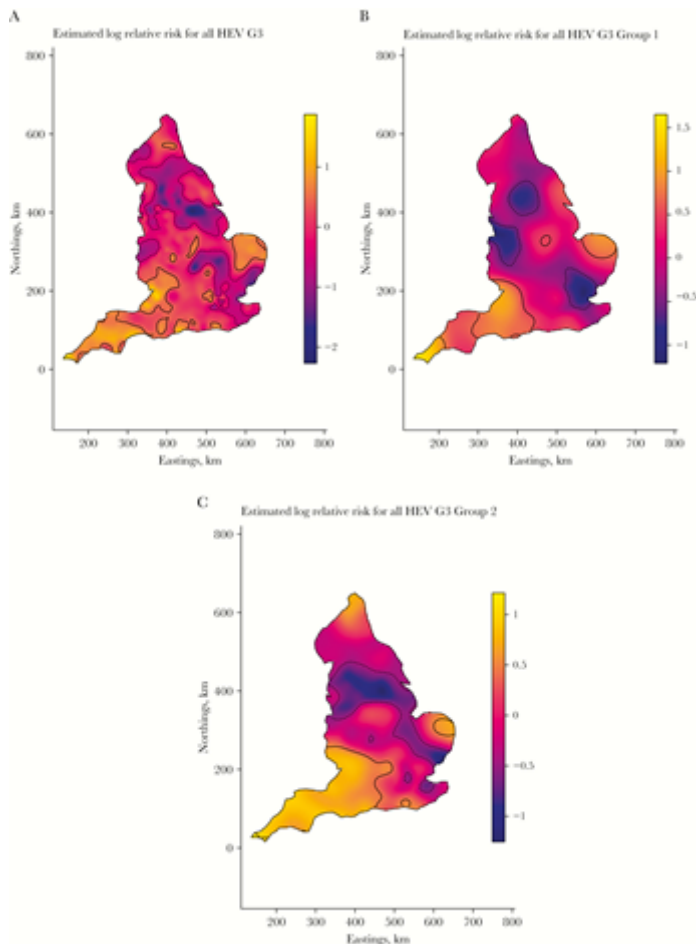 A
Estimated log relative risk for all HEV G3
800
600
400
200
0
Northings, km
200 300 400 500 600 700 800
Eastings, km
1
0
−1
−2
B
Estimated log relative risk for all HEV G3 Group 1
800
600
400
200
0
Northings, km
200 300 400 500 600 700 800
Eastings, km
1.5
1
0.5
0
−0.5
−1
C
Estimated log relative risk for all HEV G3 Group 2
800
600
400
200
0
Northings, km
200 300 400 500 600 700 800
Eastings, km
1
0.5
0
−0.5
−1